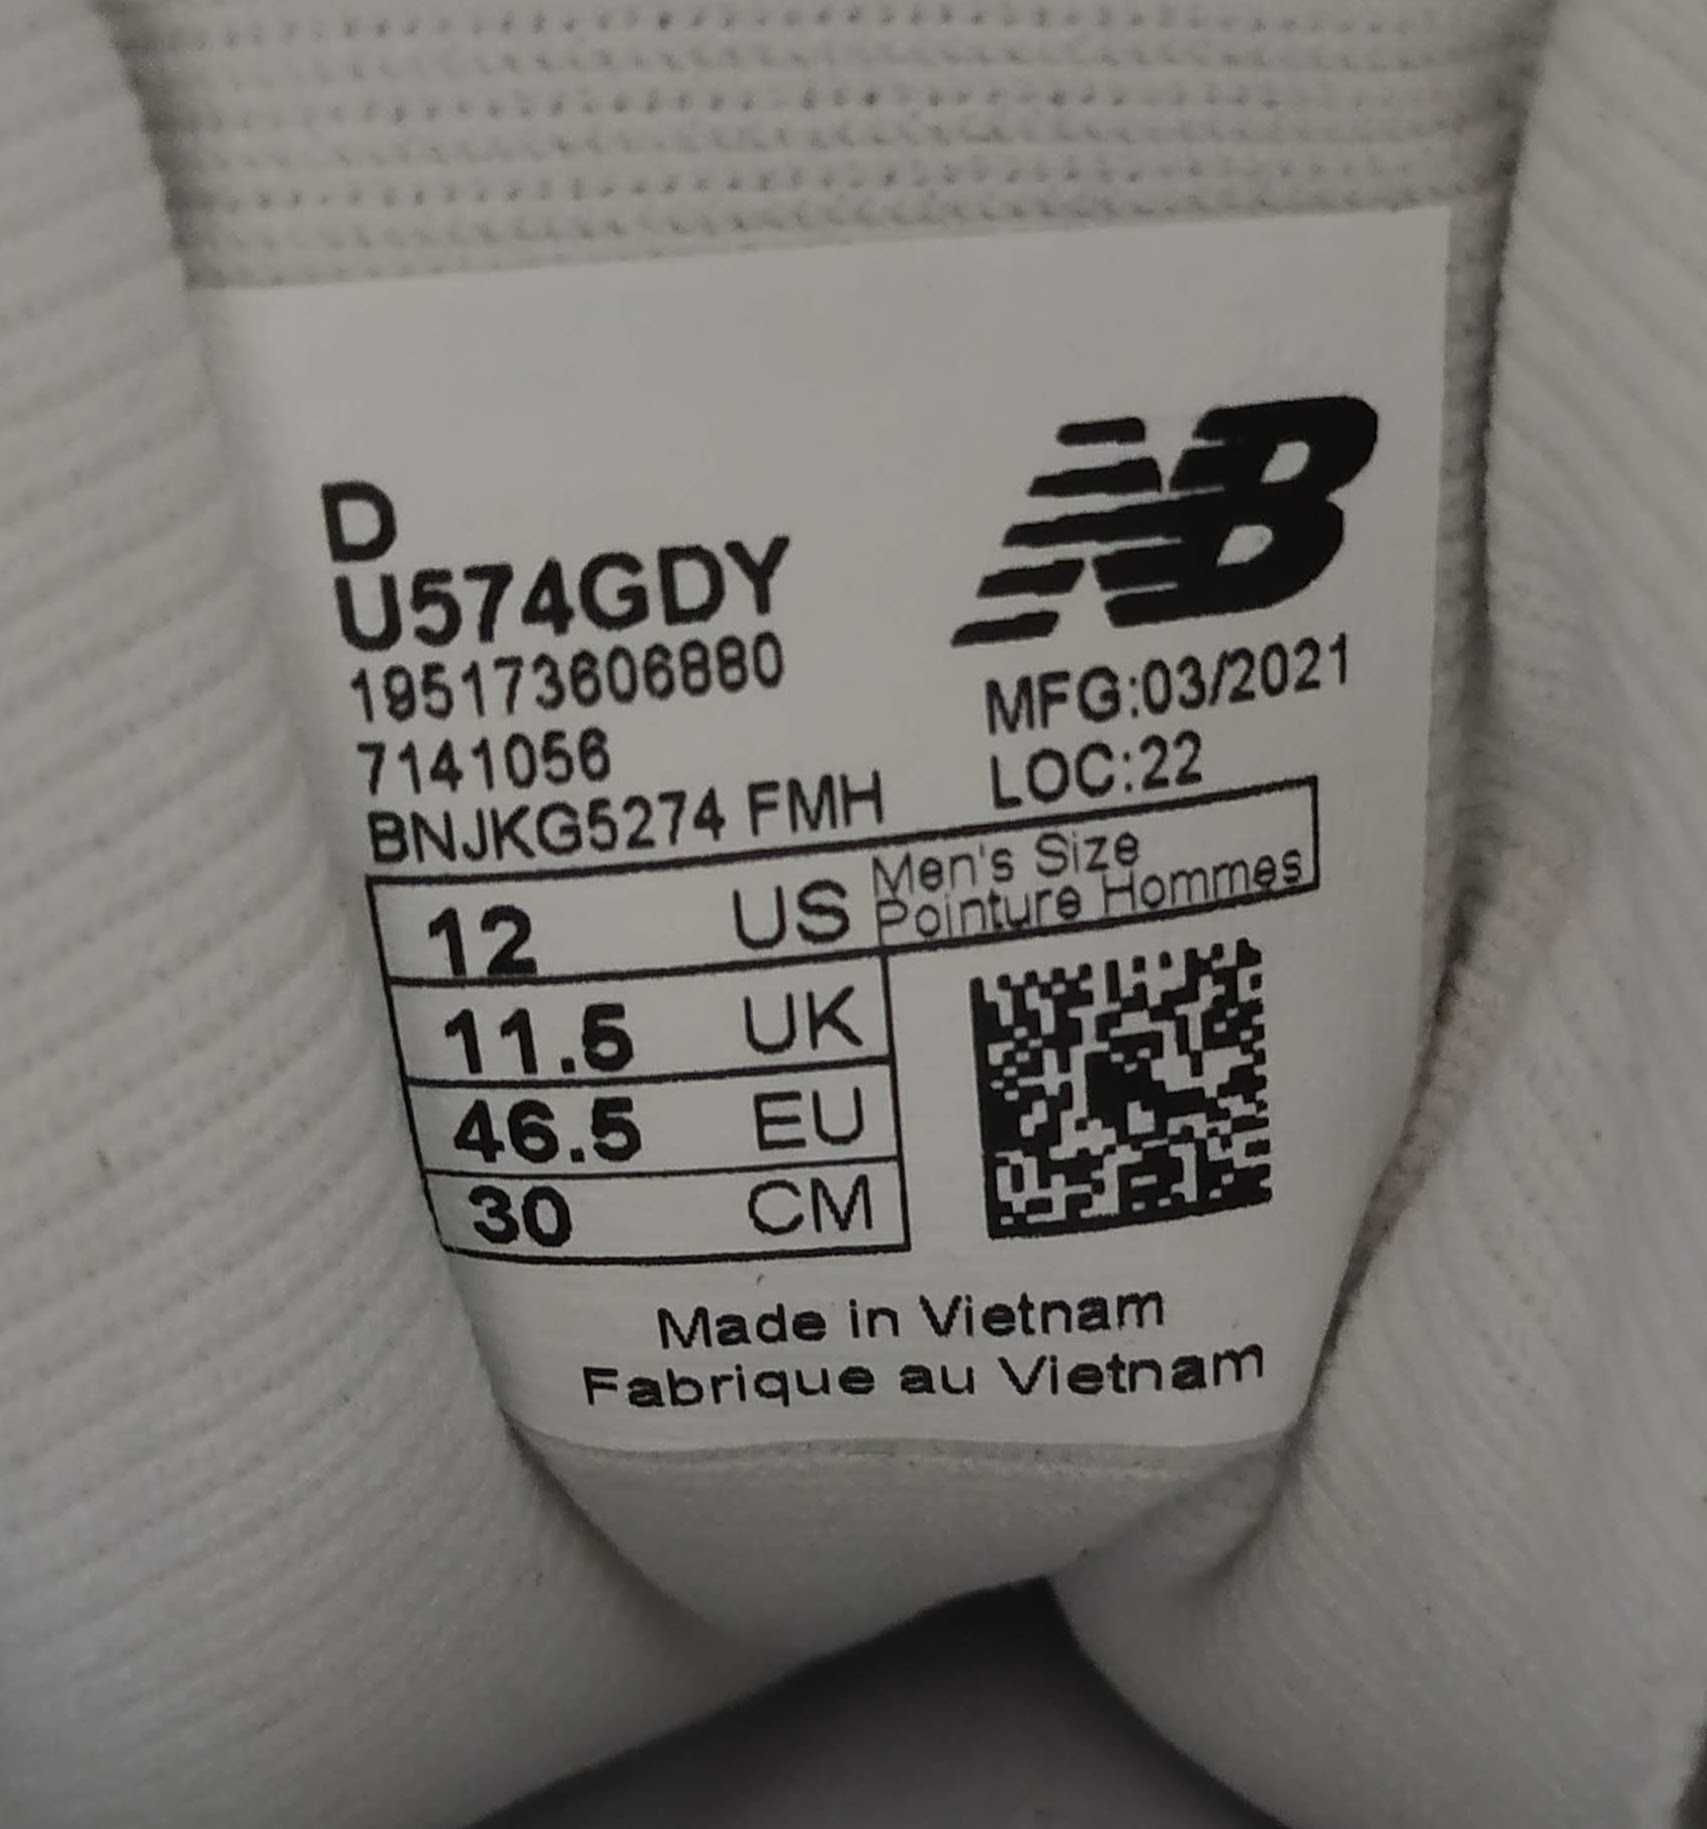 NB
D
U574GDY
195173606880
7141056
BNJKG5274 FMH
MFG:03/2021
LOC:22
12 US Men's Size
Pointure Hommes
11.5 UK
46.5 EU
30 CM
Made in Vietnam
Fabrique au Vietnam